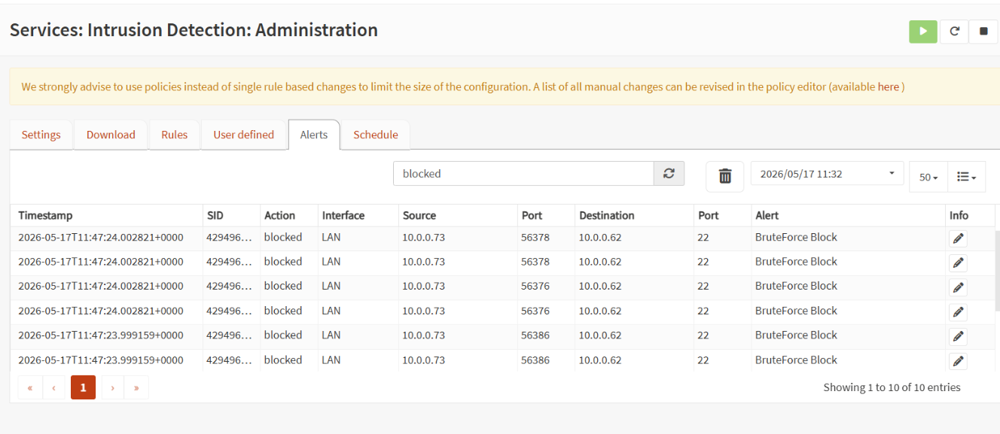 Services: Intrusion Detection: Administration
We strongly advise to use policies instead of single rule based changes to limit the size of the configuration. A list of all manual changes can be revised in the policy editor (available here )
Settings Download Rules User defined Alerts Schedule
blocked 2026/05/17 11:32 50
Timestamp SID Action Interface Source Port Destination Port Alert Info
2026-05-17T11:47:24.002821+0000 429496... blocked LAN 10.0.0.73 56378 10.0.0.62 22 BruteForce Block
2026-05-17T11:47:24.002821+0000 429496... blocked LAN 10.0.0.73 56378 10.0.0.62 22 BruteForce Block
2026-05-17T11:47:24.002821+0000 429496... blocked LAN 10.0.0.73 56376 10.0.0.62 22 BruteForce Block
2026-05-17T11:47:24.002821+0000 429496... blocked LAN 10.0.0.73 56376 10.0.0.62 22 BruteForce Block
2026-05-17T11:47:23.999159+0000 429496... blocked LAN 10.0.0.73 56386 10.0.0.62 22 BruteForce Block
2026-05-17T11:47:23.999159+0000 429496... blocked LAN 10.0.0.73 56386 10.0.0.62 22 BruteForce Block
« ‹ 1 › » Showing 1 to 10 of 10 entries